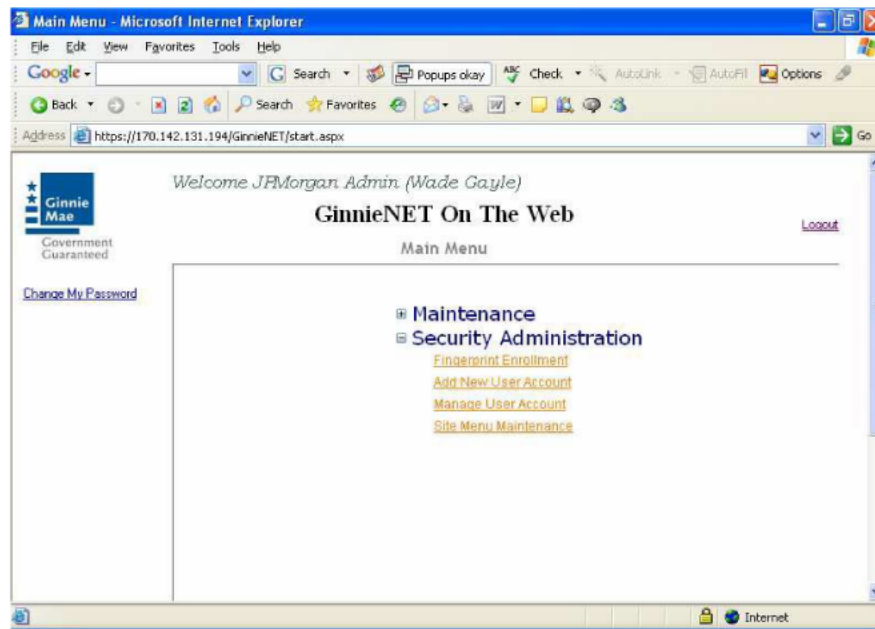 Main Menu - Microsoft Internet Explorer
File Edit View Favorites Tools Help
Google Search Popups okay ABC Check AutoLink AutoFill Options
Back Search Favorites W
Address https://170.142.131.194/GinnieNET/start.aspx Go
Ginnie Mae
Government Guaranteed
Welcome JPMorgan Admin (Wade Gayle)
GinnieNET On The Web
Logout
Main Menu
Change My Password
Maintenance
Security Administration
Fingerprint Enrollment
Add New User Account
Manage User Account
Site Menu Maintenance
Internet